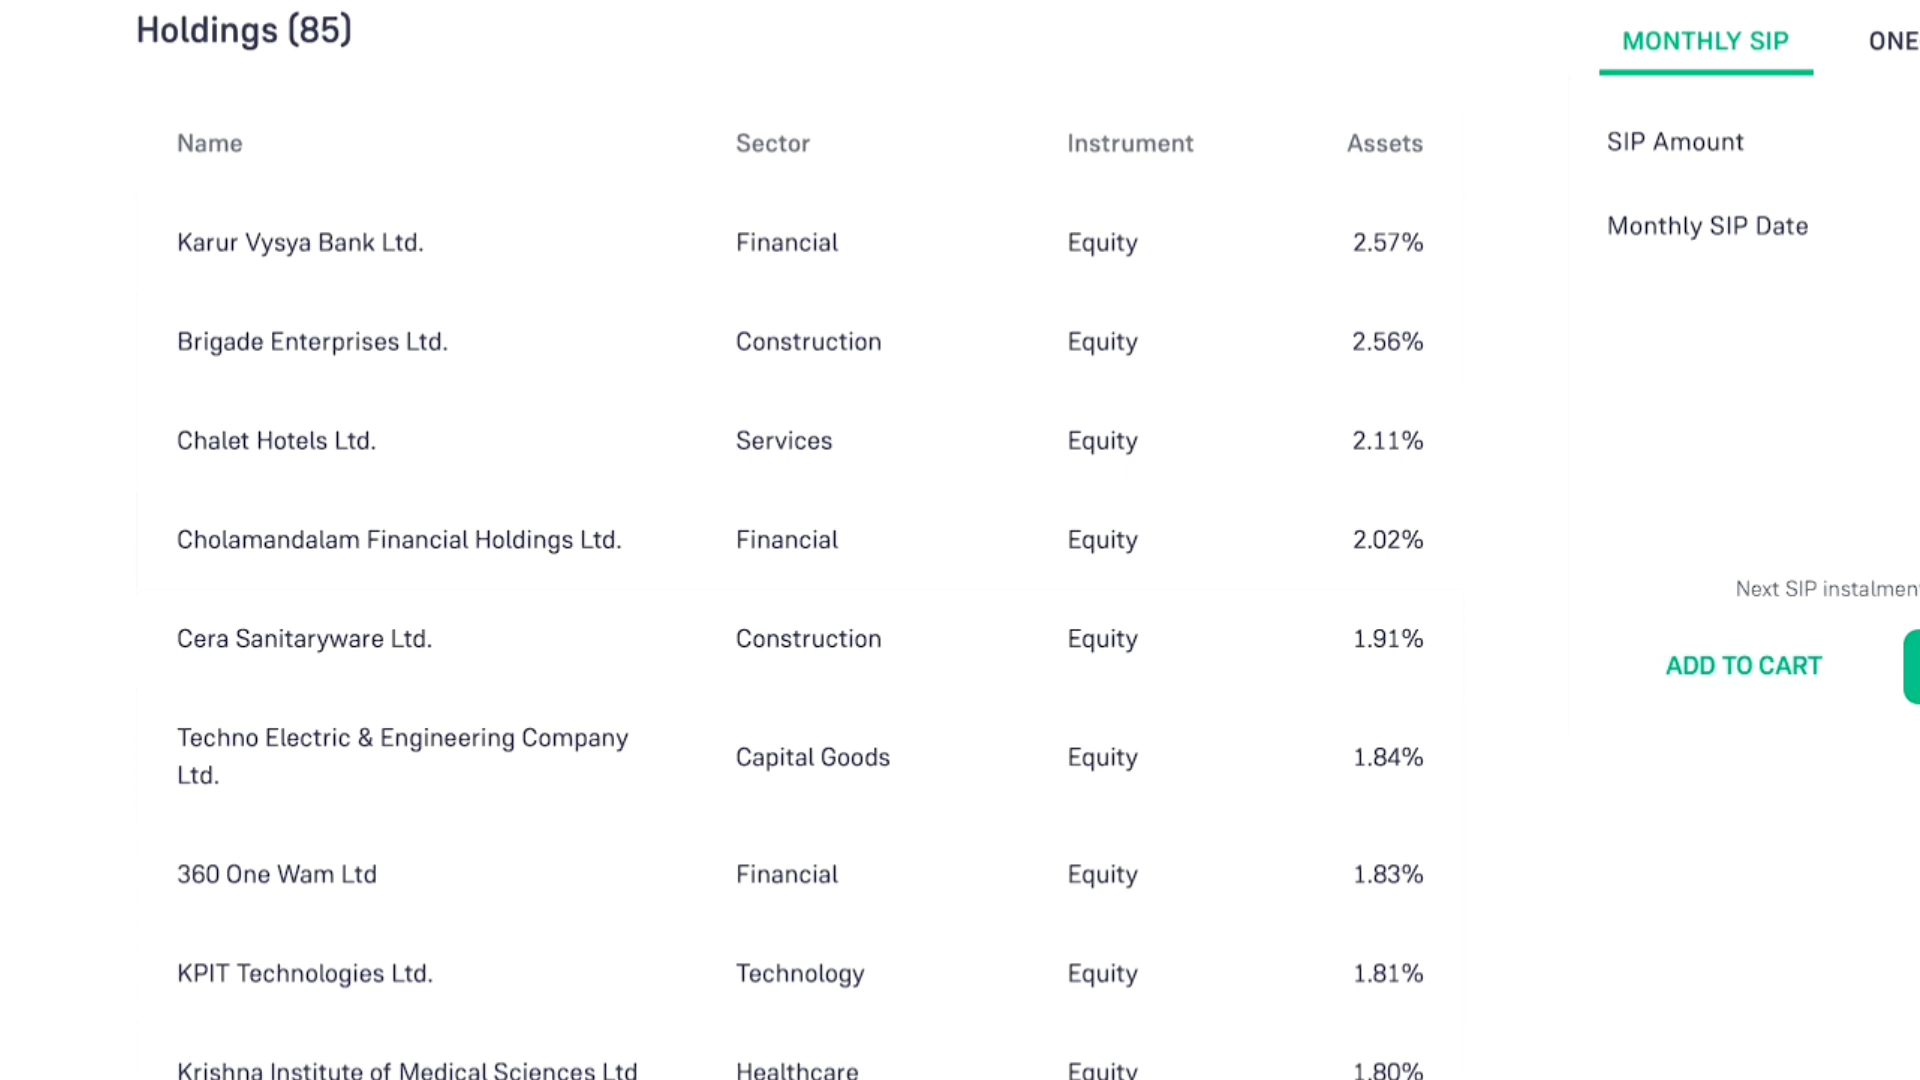 Holdings (85)
MONTHLY SIP ONE
Name Sector Instrument Assets
SIP Amount
Monthly SIP Date
Karur Vysya Bank Ltd. Financial Equity 2.57%
Brigade Enterprises Ltd. Construction Equity 2.56%
Chalet Hotels Ltd. Services Equity 2.11%
Cholamandalam Financial Holdings Ltd. Financial Equity 2.02%
Next SIP instalment
Cera Sanitaryware Ltd. Construction Equity 1.91%
ADD TO CART
Techno Electric & Engineering Company
Ltd. Capital Goods Equity 1.84%
360 One Wam Ltd Financial Equity 1.83%
KPIT Technologies Ltd. Technology Equity 1.81%
Krishna Institute of Medical Sciences Ltd Healthcare Equity 1.80%